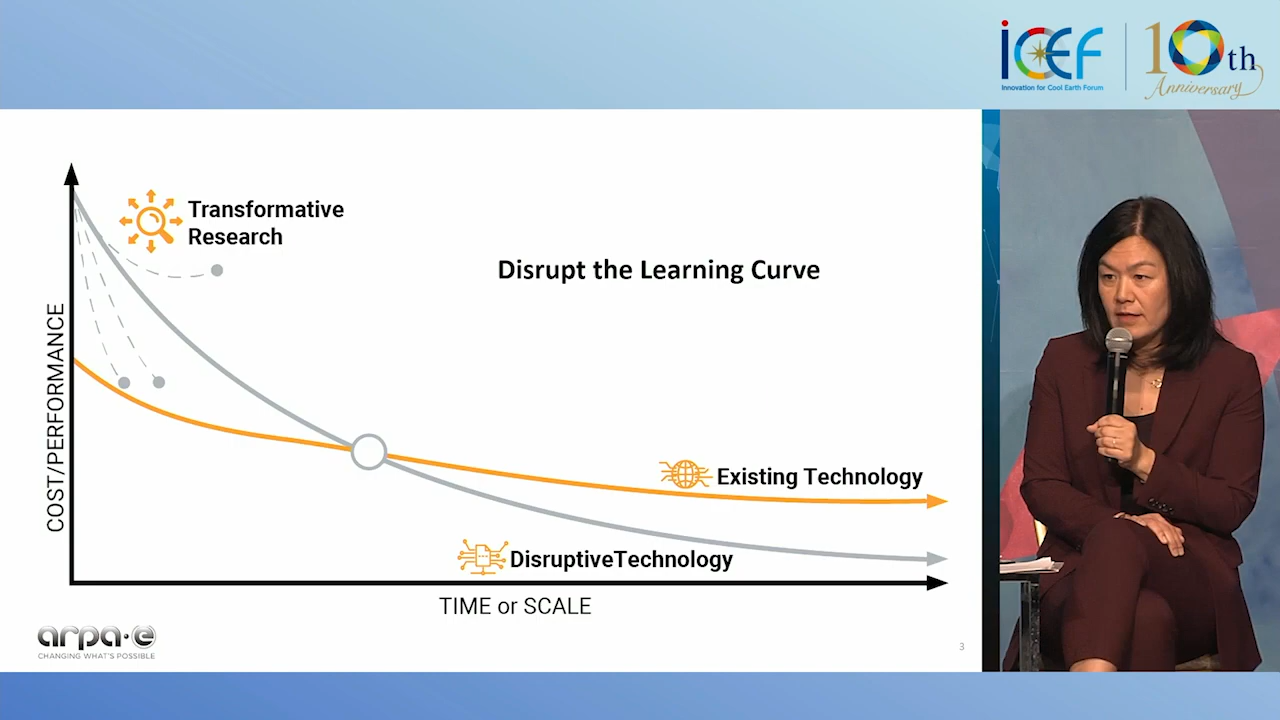 iCEF
Innovation for Cool Earth Forum
10th
Anniversary
Transformative
Research
Disrupt the Learning Curve
COST/PERFORMANCE
Existing Technology
DisruptiveTechnology
TIME or SCALE
arpa·e
CHANGING WHAT'S POSSIBLE
3